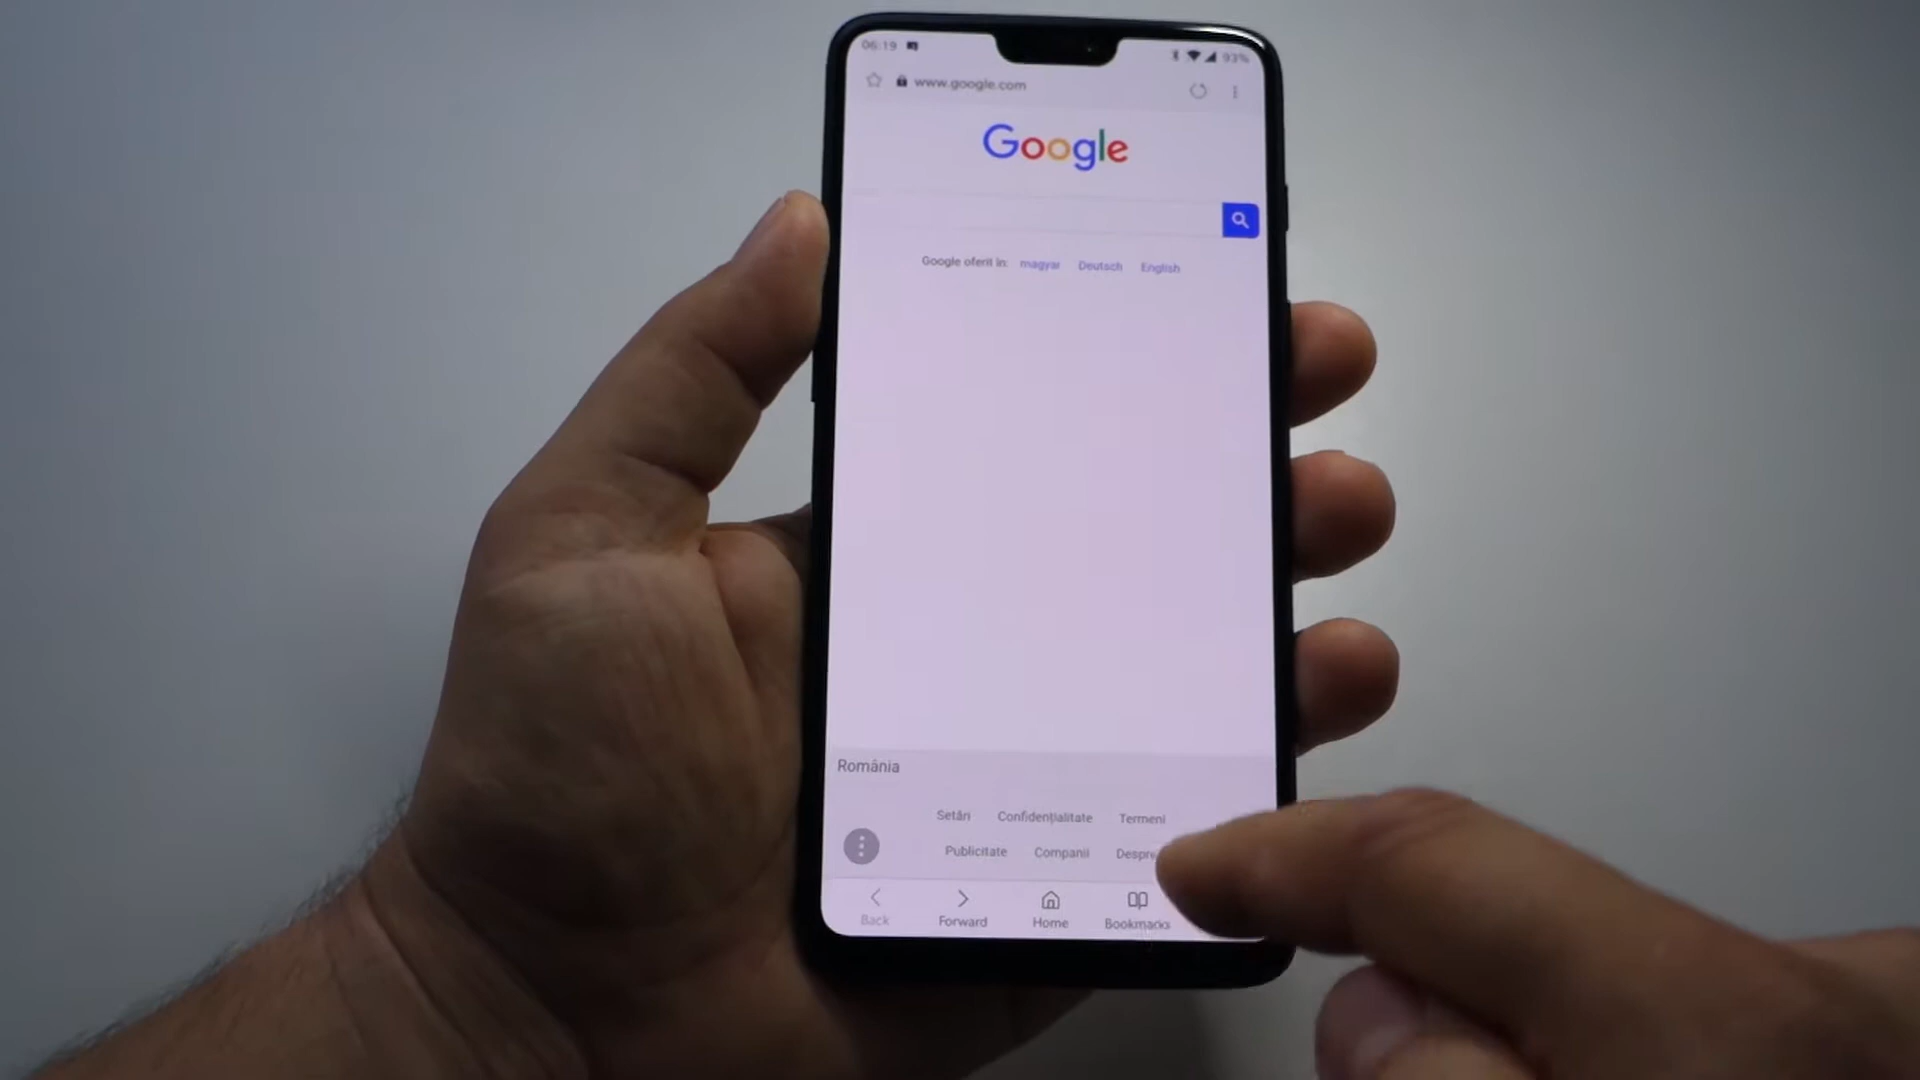 06:19 93%
www.google.com
Google
Google oferit în: magyar Deutsch English
România
Setări Confidențialitate Termeni
Publicitate Companii Despre
Back Forward Home Bookmarks